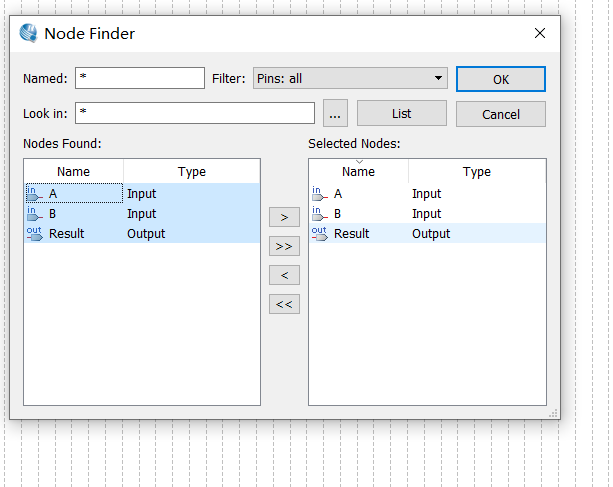 Node Finder
Named: * Filter: Pins: all OK
Look in: * ... List Cancel
Nodes Found: Selected Nodes:
Name Type Name Type
in A Input in A Input
in B Input in B Input
out Result Output out Result Output
>
>>
<
<<